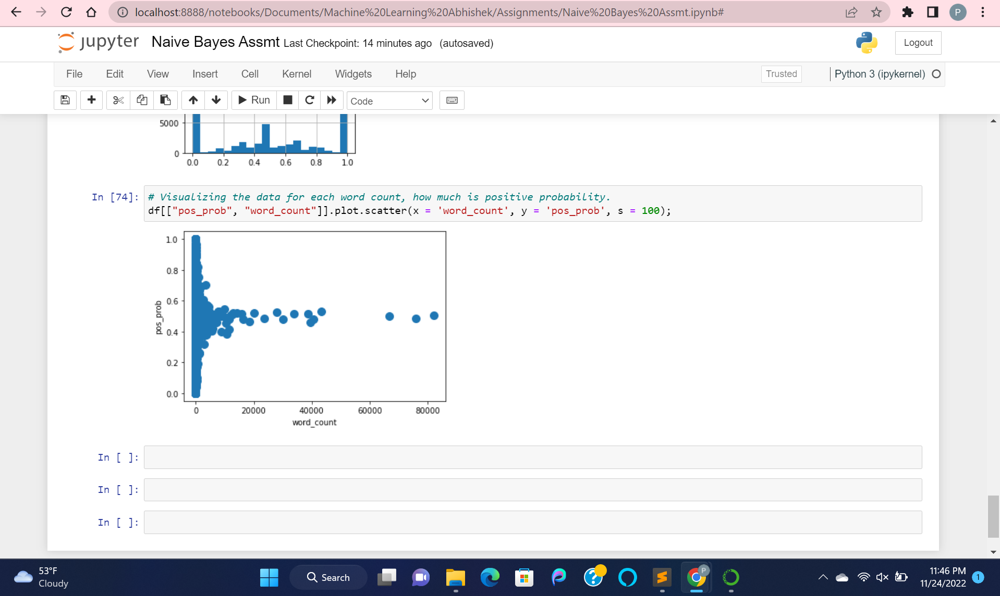 localhost:8888/notebooks/Documents/Machine%20Learning%20Abhishek/Assignments/Naive%20Bayes%20Assmt.ipynb#
P
jupyter Naive Bayes Assmt Last Checkpoint: 14 minutes ago (autosaved)
Logout
File Edit View Insert Cell Kernel Widgets Help Trusted Python 3 (ipykernel)
Run Code
5000
0
0.0 0.2 0.4 0.6 0.8 1.0
In [74]: # Visualizing the data for each word count, how much is positive probability.
df[["pos_prob", "word_count"]].plot.scatter(x = 'word_count', y = 'pos_prob', s = 100);
1.0
0.8
0.6
pos_prob
0.4
0.2
0.0
0 20000 40000 60000 80000
word_count
In [ ]:
In [ ]:
In [ ]:
53°F
Cloudy
Search
P
11:46 PM
11/24/2022
1